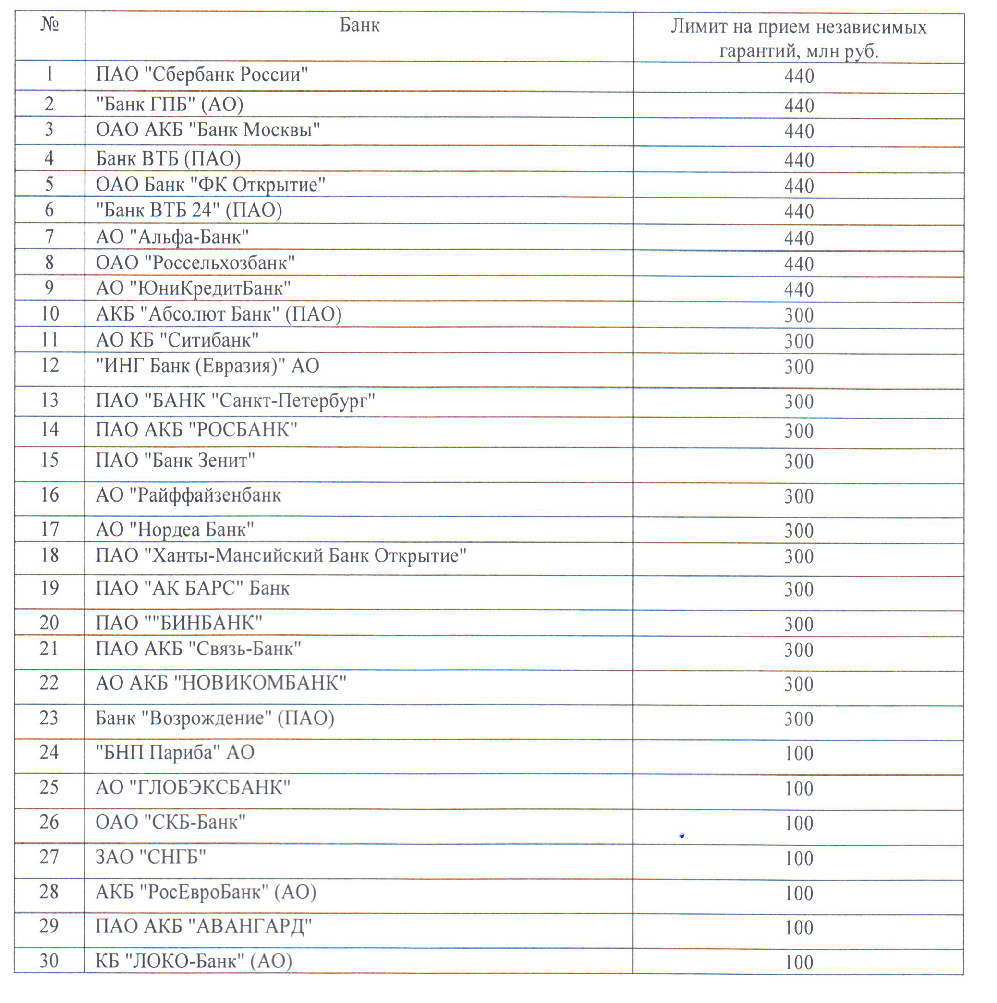 № Банк Лимит на прием независимых
гарантий, млн руб.
1 ПАО "Сбербанк России" 440
2 "Банк ГПБ" (АО) 440
3 ОАО АКБ "Банк Москвы" 440
4 Банк ВТБ (ПАО) 440
5 ОАО Банк "ФК Открытие" 440
6 "Банк ВТБ 24" (ПАО) 440
7 АО "Альфа-Банк" 440
8 ОАО "Россельхозбанк" 440
9 АО "ЮниКредитБанк" 440
10 АКБ "Абсолют Банк" (ПАО) 300
11 АО КБ "Ситибанк" 300
12 "ИНГ Банк (Евразия)" АО 300
13 ПАО "БАНК "Санкт-Петербург" 300
14 ПАО АКБ "РОСБАНК" 300
15 ПАО "Банк Зенит" 300
16 АО "Райффайзенбанк 300
17 АО "Нордеа Банк" 300
18 ПАО "Ханты-Мансийский Банк Открытие" 300
19 ПАО "АК БАРС" Банк 300
20 ПАО ""БИНБАНК" 300
21 ПАО АКБ "Связь-Банк" 300
22 АО АКБ "НОВИКОМБАНК" 300
23 Банк "Возрождение" (ПАО) 300
24 "БНП Париба" АО 100
25 АО "ГЛОБЭКСБАНК" 100
26 ОАО "СКБ-Банк" 100
27 ЗАО "СНГБ" 100
28 АКБ "РосЕвроБанк" (АО) 100
29 ПАО АКБ "АВАНГАРД" 100
30 КБ "ЛОКО-Банк" (АО) 100